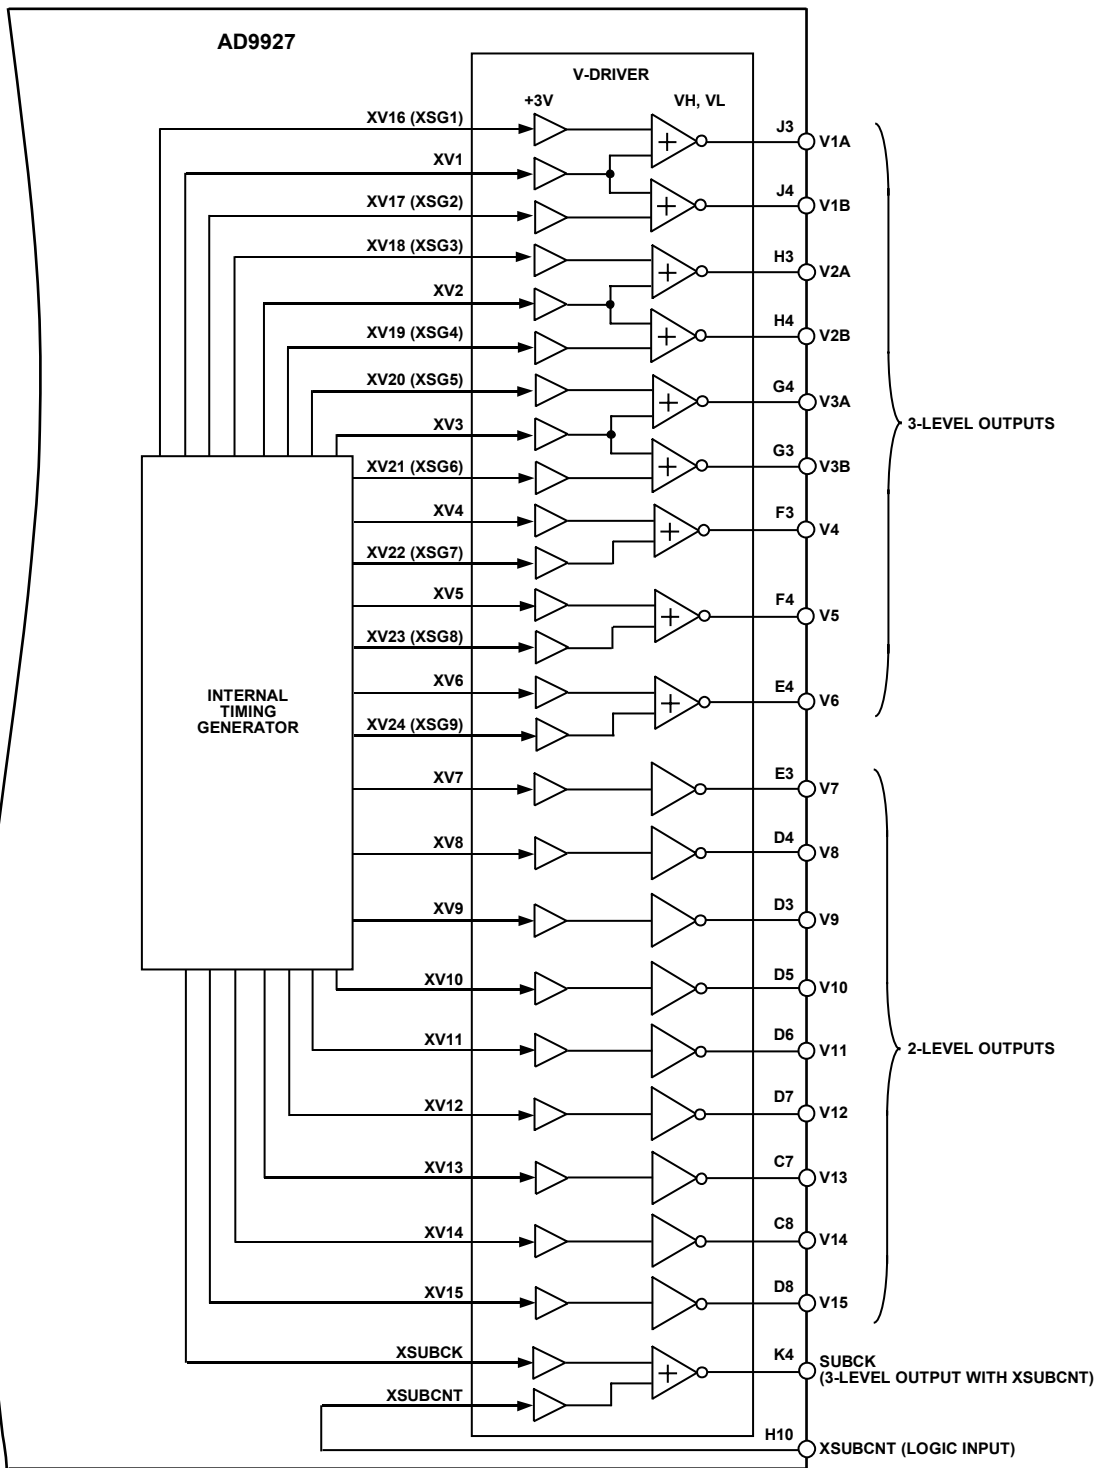 AD9927
V-DRIVER
+3V
VH, VL
XV16 (XSG1)
J3
V1A
XV1
J4
V1B
XV17 (XSG2)
XV18 (XSG3)
H3
V2A
XV2
H4
V2B
XV19 (XSG4)
XV20 (XSG5)
G4
V3A
3-LEVEL OUTPUTS
XV3
G3
V3B
XV21 (XSG6)
XV4
F3
V4
XV22 (XSG7)
XV5
F4
V5
XV23 (XSG8)
XV6
E4
V6
INTERNAL
TIMING
GENERATOR
XV24 (XSG9)
XV7
E3
V7
XV8
D4
V8
XV9
D3
V9
XV10
D5
V10
XV11
D6
V11
2-LEVEL OUTPUTS
XV12
D7
V12
XV13
C7
V13
XV14
C8
V14
XV15
D8
V15
XSUBCK
K4
SUBCK
(3-LEVEL OUTPUT WITH XSUBCNT)
XSUBCNT
H10
XSUBCNT (LOGIC INPUT)